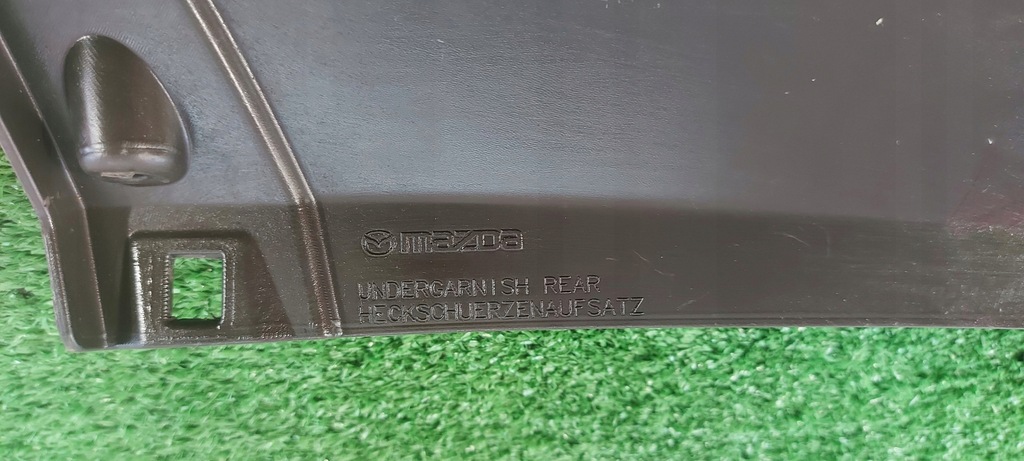 mazda
UNDERGARNISH REAR
HECKSCHUERZENAUFSATZ